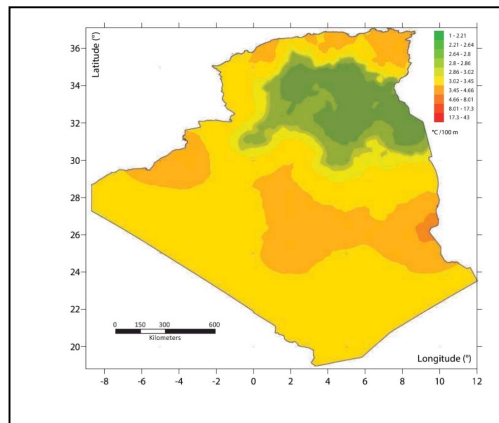 Latitude (°)
36
34
32
30
28
26
24
22
20
1 - 2.21
2.21 - 2.64
2.64 - 2.8
2.8 - 2.86
2.86 - 3.02
3.02 - 3.45
3.45 - 4.66
4.66 - 8.01
8.01 - 17.3
17.3 - 43
°C /100 m
0 150 300 600
Kilometers
Longitude (°)
-8 -6 -4 -2 0 2 4 6 8 10 12